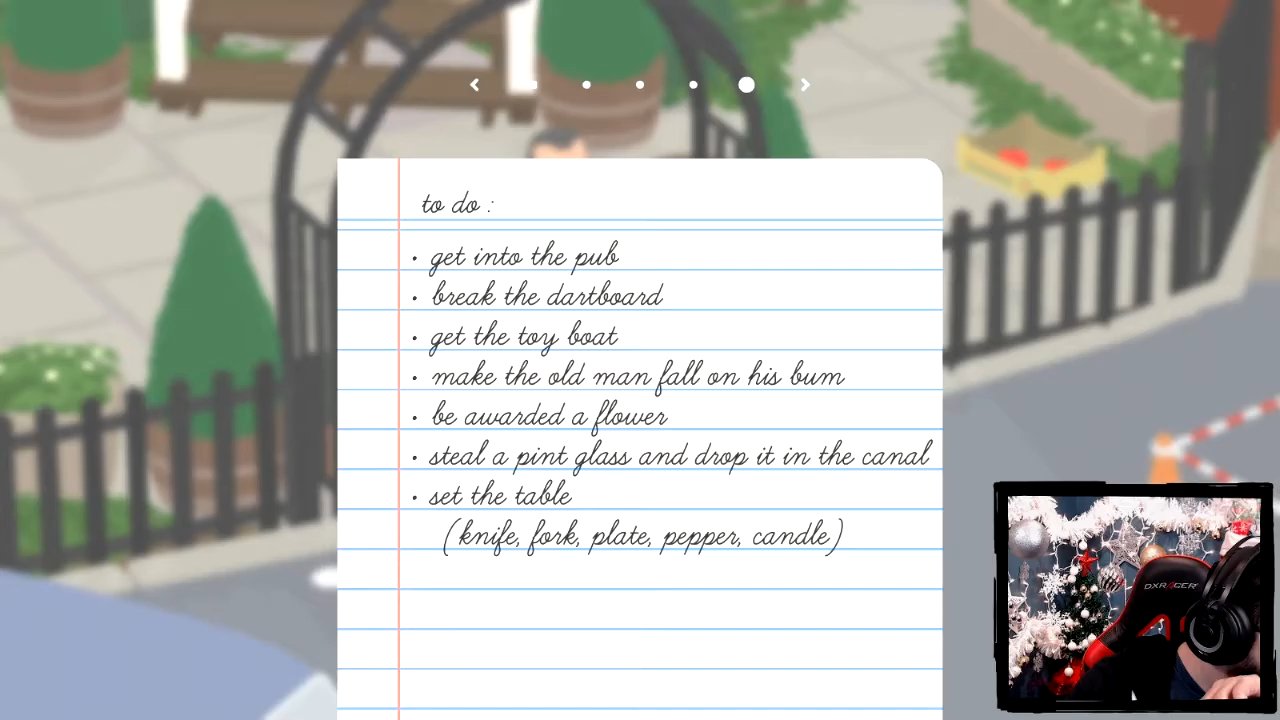 to do :
• get into the pub
• break the dartboard
• get the toy boat
• make the old man fall on his bum
• be awarded a flower
• steal a pint glass and drop it in the canal
• set the table
(knife, fork, plate, pepper, candle)
DXRACER